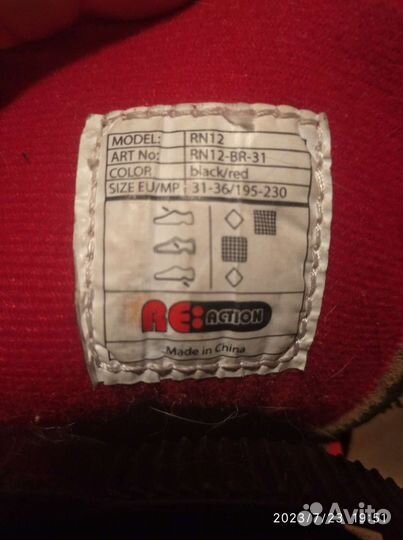 MODEL: RN12
ART No: RN12-BR-31
COLOR black/red
SIZE EU/MP 31-36/195-230
RE:ACTION
Made in China
2023/7/23 19:51
Avito